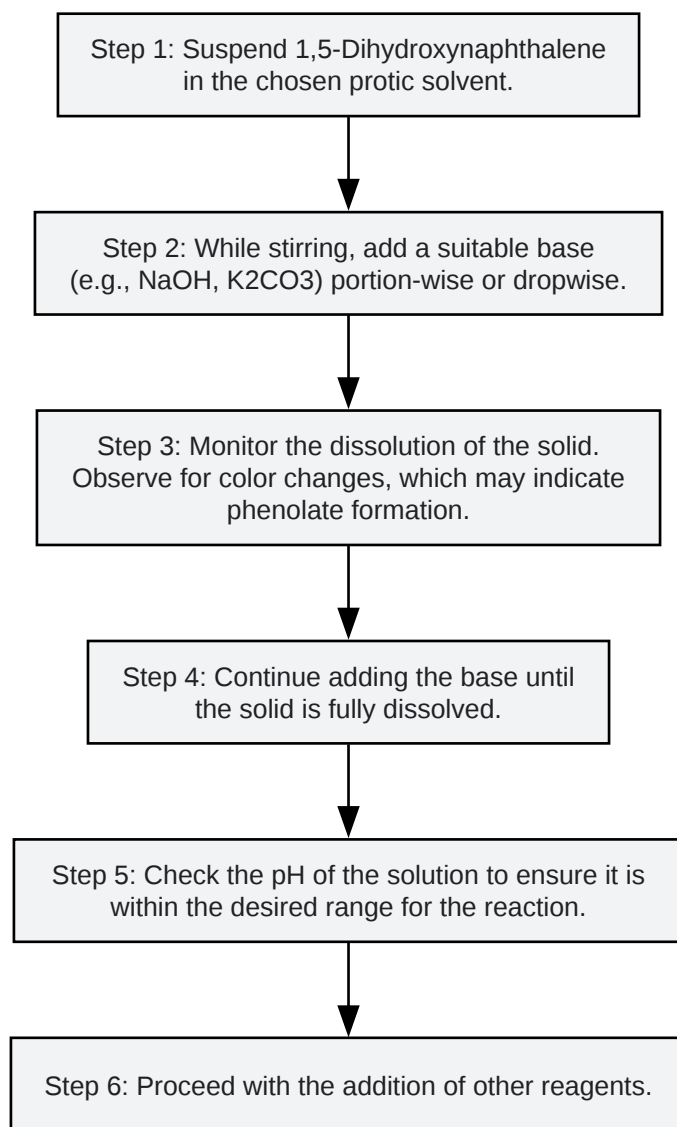 Step 1: Suspend 1,5-Dihydroxynaphthalene
in the chosen protic solvent.
Step 2: While stirring, add a suitable base
(e.g., NaOH, K2CO3) portion-wise or dropwise.
Step 3: Monitor the dissolution of the solid.
Observe for color changes, which may indicate
phenolate formation.
Step 4: Continue adding the base until
the solid is fully dissolved.
Step 5: Check the pH of the solution to ensure it is
within the desired range for the reaction.
Step 6: Proceed with the addition of other reagents.